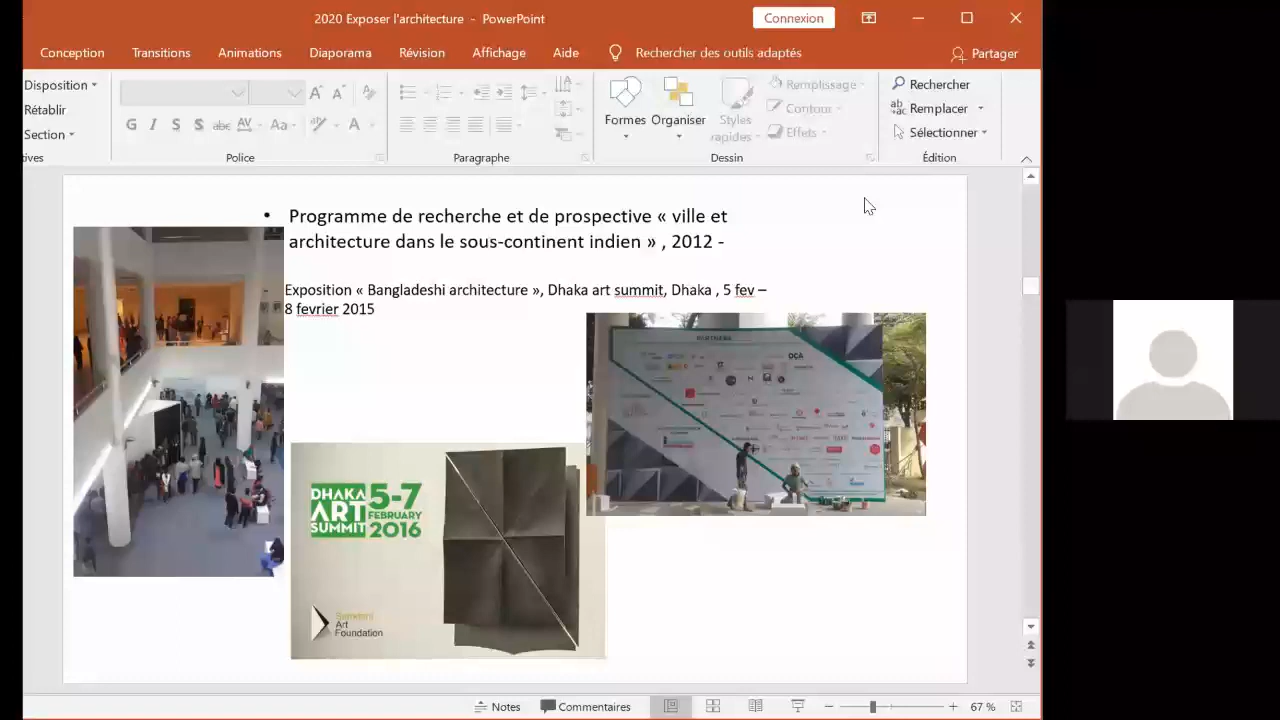 2020 Exposer l'architecture - PowerPoint
Connexion
Conception Transitions Animations Diaporama Révision Affichage Aide Rechercher des outils adaptés Partager
Disposition
Rétablir
Section
Police
Paragraphe
Formes
Organiser
Styles
rapides
Remplissage
Contour
Effets
Dessin
Rechercher
Remplacer
Sélectionner
Édition
• Programme de recherche et de prospective « ville et
architecture dans le sous-continent indien » , 2012 -
Exposition « Bangladeshi architecture », Dhaka art summit, Dhaka , 5 fev –
8 fevrier 2015
PARTNERS
DHAKA
ART
SUMMIT
5-7
FEBRUARY
2016
Samdani
Art
Foundation
Notes Commentaires 67 %